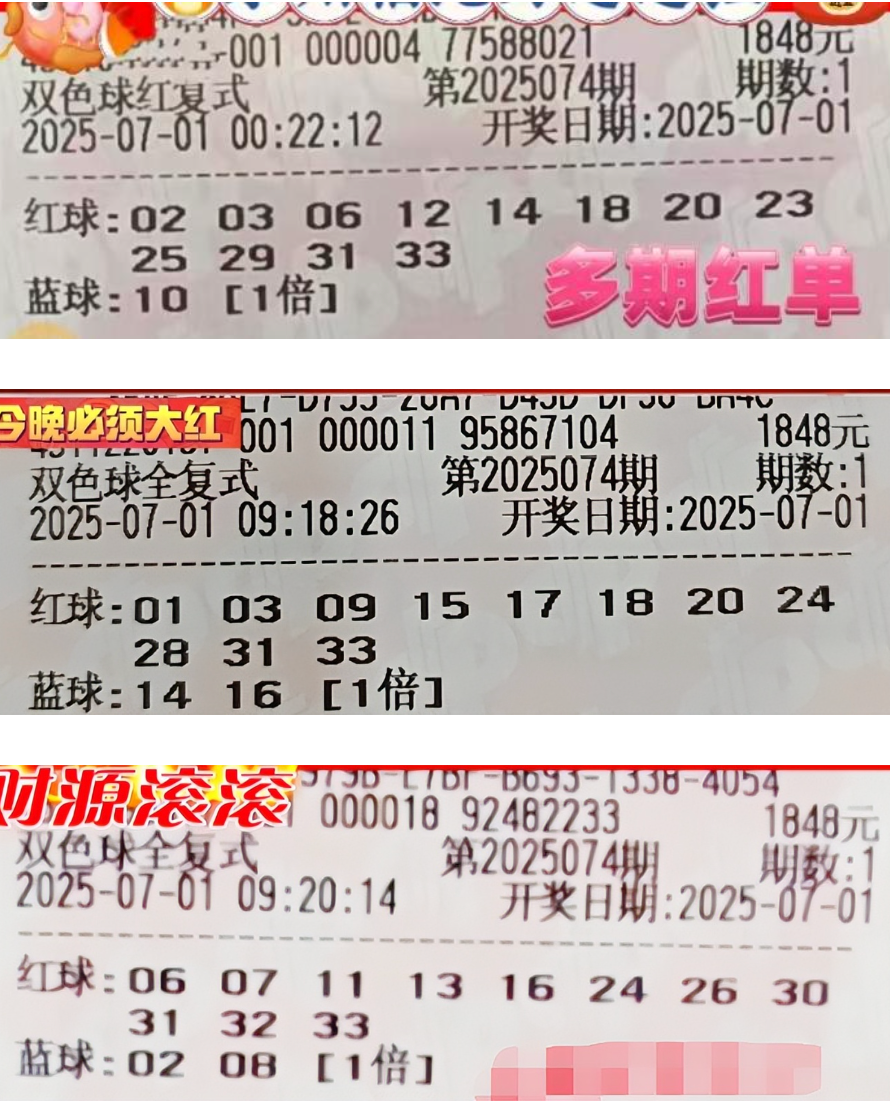 001 000004 77588021 1848元
双色球红复式 第2025074期 期数:1
2025-07-01 00:22:12 开奖日期:2025-07-01
红球:02 03 06 12 14 18 20 23
25 29 31 33
蓝球:10 [1倍]
多期红单
今晚必须大红
001 000011 95867104 1848元
双色球全复式 第2025074期 期数:1
2025-07-01 09:18:26 开奖日期:2025-07-01
红球:01 03 09 15 17 18 20 24
28 31 33
蓝球:14 16 [1倍]
财源滚滚
579B-E7BF-B693-1338-4054
000018 92482233 1848元
双色球全复式 第2025074期 期数:1
2025-07-01 09:20:14 开奖日期:2025-07-01
红球:06 07 11 13 16 24 26 30
31 32 33
蓝球:02 08 [1倍]